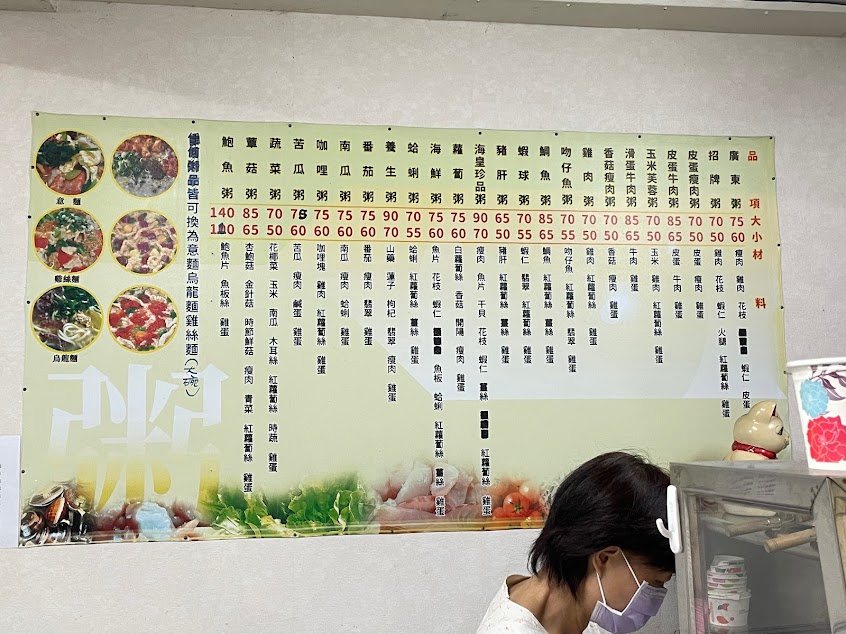 品項 大 小 材料
廣東粥 75 60 瘦肉 雞肉 花枝 蝦仁 皮蛋
招牌粥 70 50 雞肉 花枝 蝦仁 火腿 紅蘿蔔絲 雞蛋
皮蛋瘦肉粥 70 50 皮蛋 瘦肉 雞蛋
皮蛋牛肉粥 85 65 皮蛋 牛肉 雞蛋
玉米芙蓉粥 70 50 玉米 雞肉 紅蘿蔔絲 雞蛋
滑蛋牛肉粥 85 65 牛肉 雞蛋
香菇瘦肉粥 70 50 香菇 瘦肉 雞蛋
雞肉粥 70 50 雞肉 紅蘿蔔絲 雞蛋
吻仔魚粥 70 55 吻仔魚 紅蘿蔔絲 翡翠 雞蛋
鯛魚粥 85 65 鯛魚 紅蘿蔔絲 薑絲 雞蛋
蝦球粥 70 55 蝦仁 翡翠 紅蘿蔔絲 雞蛋
豬肝粥 65 50 豬肝 紅蘿蔔絲 薑絲 雞蛋
海皇珍品粥 90 70 瘦肉 魚片 干貝 花枝 蝦仁 薑絲 紅蘿蔔絲 雞蛋
蘿蔔粥 75 60 白蘿蔔絲 香菇 開陽 瘦肉 雞蛋
海鮮粥 75 60 魚片 花枝 蝦仁 魚板 蛤蜊 紅蘿蔔絲 薑絲 雞蛋
蛤蜊粥 70 55 蛤蜊 紅蘿蔔絲 薑絲 雞蛋
養生粥 90 70 山藥 蓮子 枸杞 翡翠 瘦肉 雞蛋
番茄粥 75 60 番茄 瘦肉 翡翠 雞蛋
南瓜粥 75 60 南瓜 瘦肉 蛤蜊 雞蛋
咖哩粥 75 60 咖哩塊 雞肉 紅蘿蔔絲 雞蛋
苦瓜粥 75 60 苦瓜 瘦肉 鹹蛋 雞蛋
蔬菜粥 70 50 花椰菜 玉米 南瓜 木耳絲 紅蘿蔔絲 時蔬 雞蛋
蕈菇粥 85 65 杏鮑菇 金針菇 時節鮮菇 瘦肉 青菜 紅蘿蔔絲 雞蛋
鮑魚粥 140 110 鮑魚片 魚板絲 雞蛋
皆可換為意麵烏龍麵雞絲麵(大碗)
意麵
雞絲麵
烏龍麵
粥